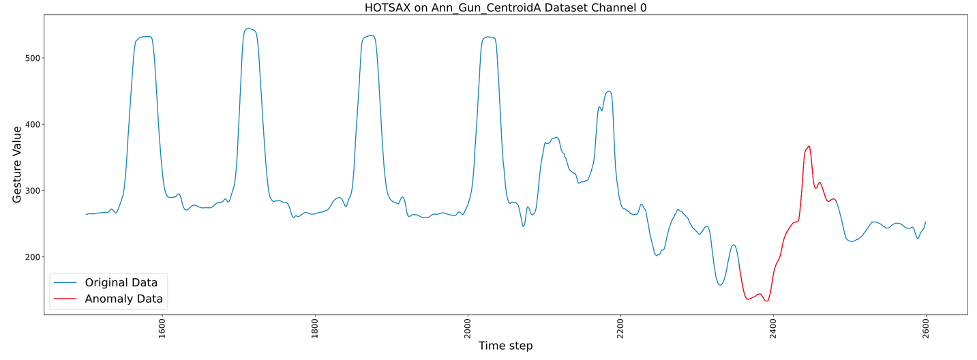 HOTSAX on Ann_Gun_CentroidA Dataset Channel 0
500
400
300
200
Gesture Value
Original Data
Anomaly Data
1600
1800
2000
2200
2400
2600
Time step